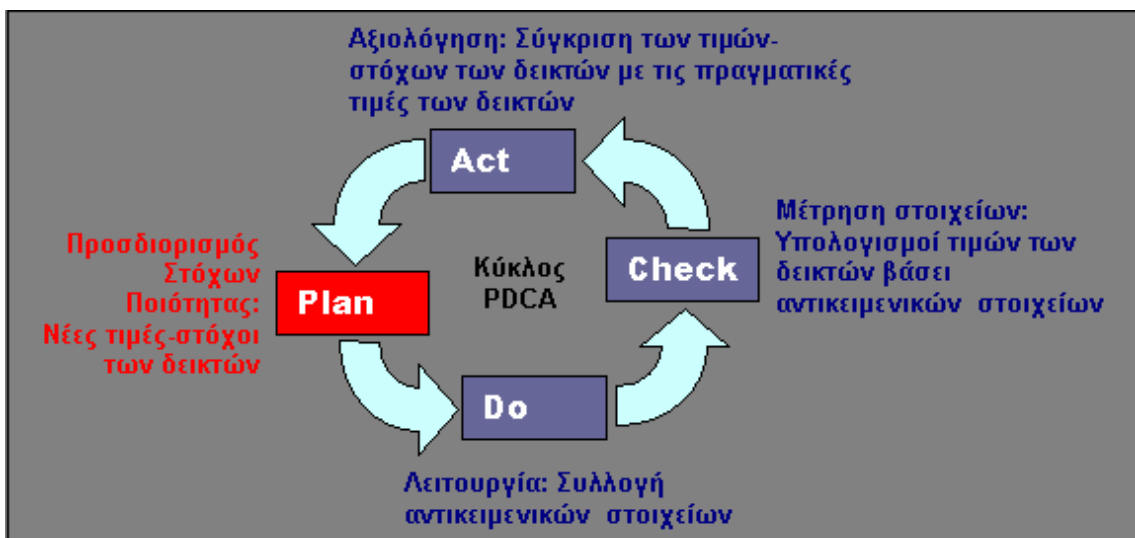 Αξιολόγηση: Σύγκριση των τιμών-
στόχων των δεικτών με τις πραγματικές
τιμές των δεικτών
Act
Μέτρηση στοιχείων:
Υπολογισμοί τιμών των
δεικτών βάσει
αντικειμενικών στοιχείων
Check
Κύκλος
PDCA
Προσδιορισμός
Στόχων
Ποιότητας:
Νέες τιμές-στόχοι
των δεικτών
Plan
Do
Λειτουργία: Συλλογή
αντικειμενικών στοιχείων